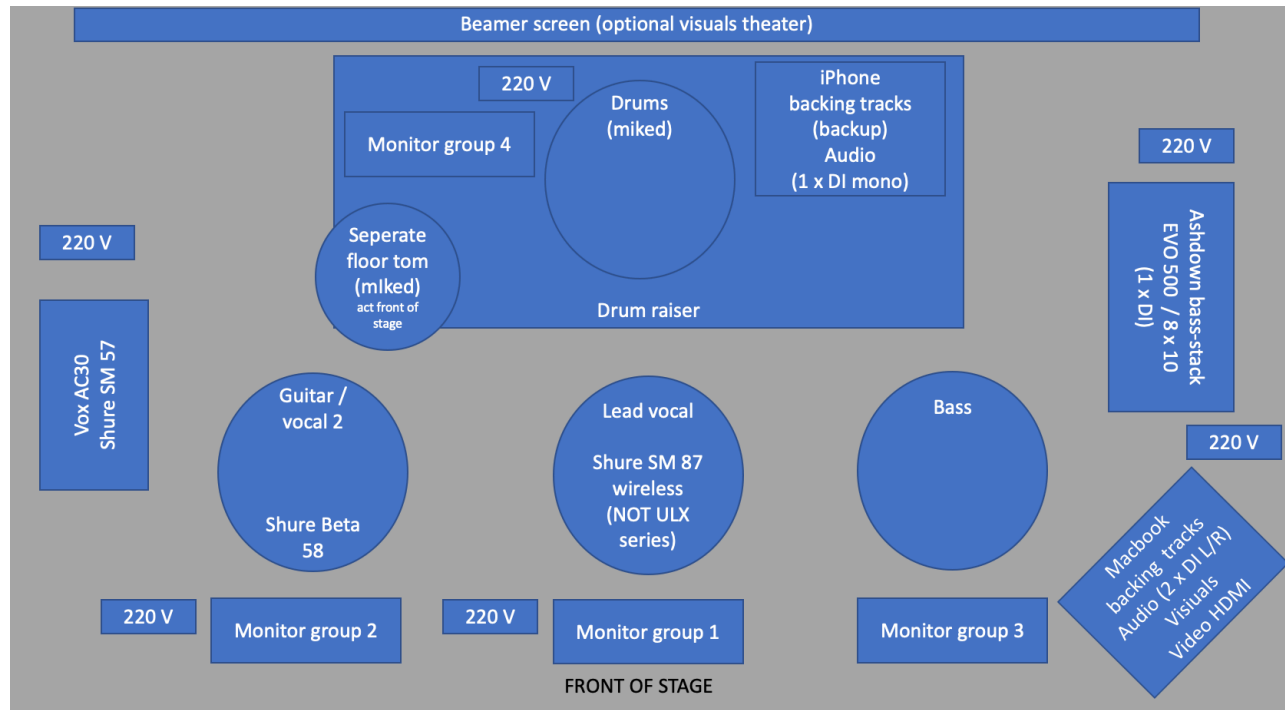 Beamer screen (optional visuals theater)
220 V
Drums
(miked)
iPhone
backing tracks
(backup)
Audio
(1 x DI mono)
Monitor group 4
220 V
220 V
Seperate
floor tom
(mIked)
act front of
stage
Drum raiser
Ashdown bass-stack
EVO 500 / 8 x 10
(1 x DI)
Vox AC30
Shure SM 57
Guitar /
vocal 2
Shure Beta
58
Lead vocal
Shure SM 87
wireless
(NOT ULX
series)
Bass
220 V
Macbook
backing tracks
Audio (2 x DI L/R)
Visiuals
Video HDMI
220 V
Monitor group 2
220 V
Monitor group 1
Monitor group 3
FRONT OF STAGE